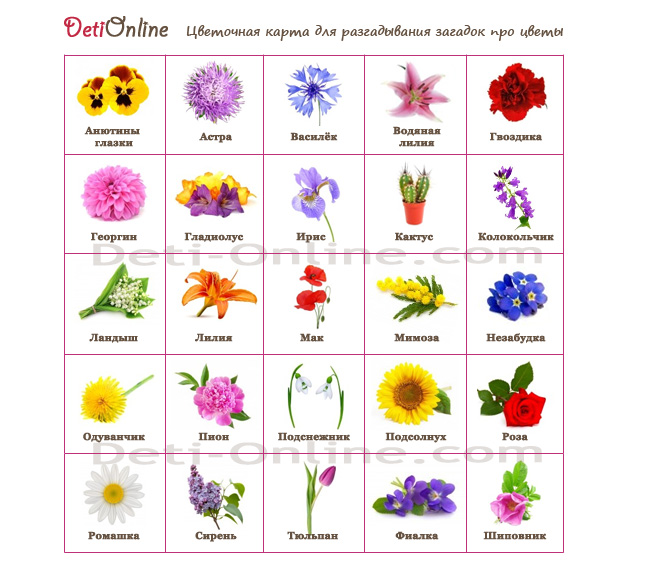 DetiOnline Цветочная карта для разгадывания загадок про цветы
Анютины
глазки
Астра
Василёк
Водяная
лилия
Гвоздика
Георгин
Гладиолус
Ирис
Кактус
Колокольчик
Deti-Online.com
Ландыш
Лилия
Мак
Мимоза
Незабудка
Одуванчик
Пион
Подснежник
Подсолнух
Роза
Deti-Online.com
Ромашка
Сирень
Тюльпан
Фиалка
Шиповник